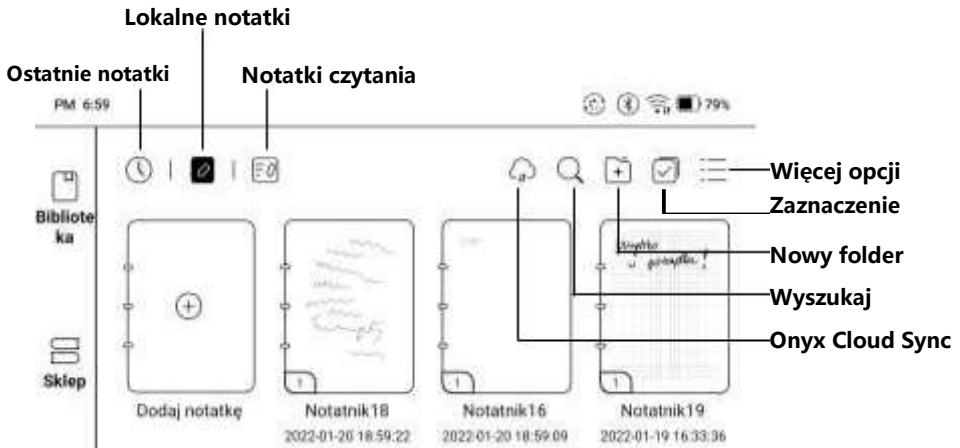 Lokalne notatki
Ostatnie notatki
Notatki czytania
PM 6:59
79%
Więcej opcji
Zaznaczenie
Nowy folder
Wyszukaj
Onyx Cloud Sync
Bibliote
ka
Sklep
w porządku!
1
1
1
Dodaj notatkę
Notatnik18
Notatnik16
Notatnik19
2022-01-20 18:59:22
2022-01-20 18:59:09
2022-01-19 16:33:36